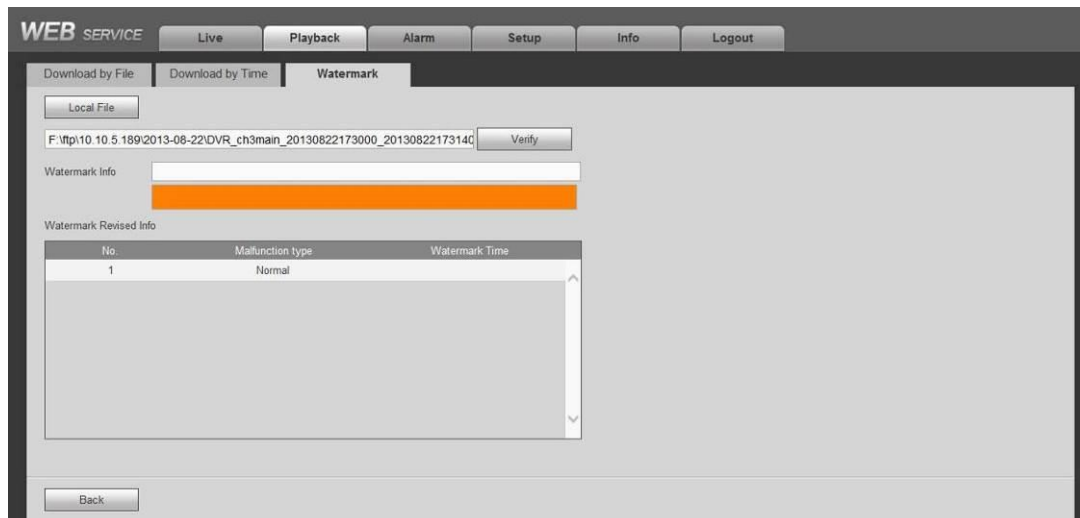 WEB SERVICE Live Playback Alarm Setup Info Logout
Download by File Download by Time Watermark
Local File
F:\ftp\10.10.5.189\2013-08-22\DVR_ch3main_20130822173000_20130822173140 Verify
Watermark Info
Watermark Revised Info
No. Malfunction type Watermark Time
1 Normal
Back